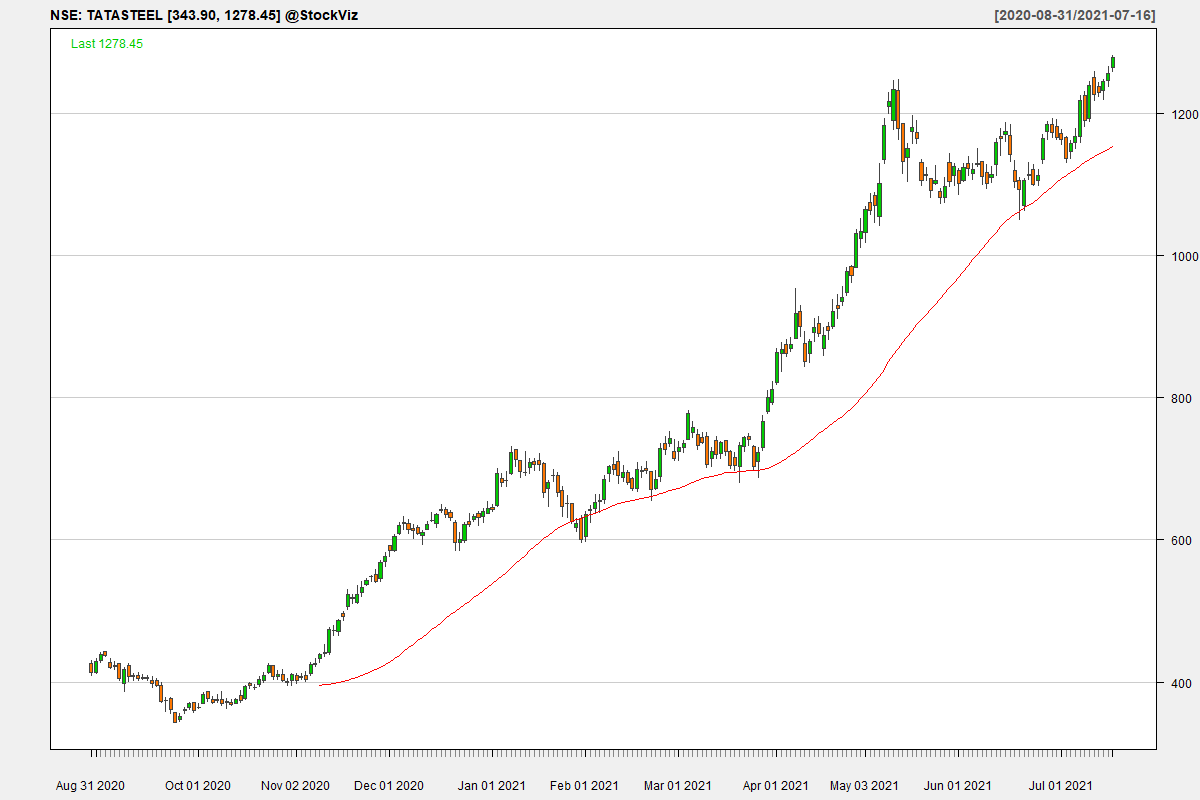 NSE: TATASTEEL [343.90, 1278.45] @StockViz [2020-08-31/2021-07-16]
Last 1278.45
1200
1000
800
600
400
Aug 31 2020 Oct 01 2020 Nov 02 2020 Dec 01 2020 Jan 01 2021 Feb 01 2021 Mar 01 2021 Apr 01 2021 May 03 2021 Jun 01 2021 Jul 01 2021